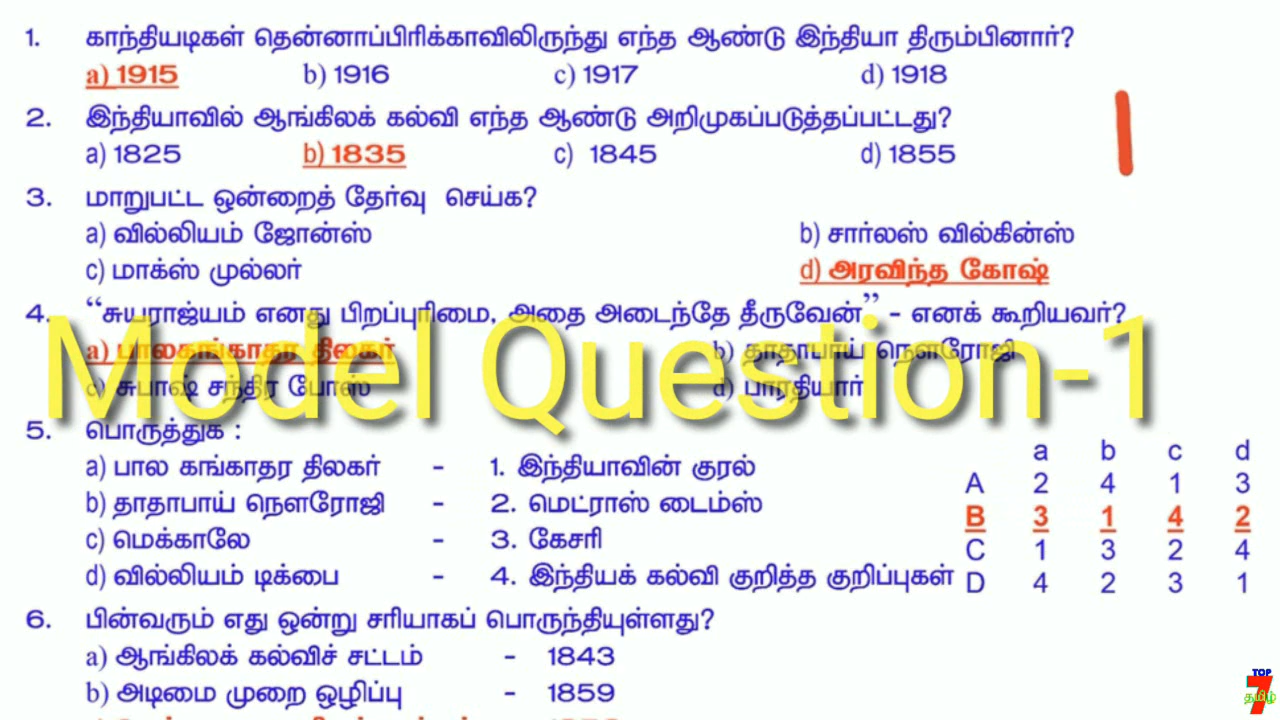 1. காந்தியடிகள் தென்னாப்பிரிக்காவிலிருந்து எந்த ஆண்டு இந்தியா திரும்பினார்?
a) 1915 b) 1916 c) 1917 d) 1918
2. இந்தியாவில் ஆங்கிலக் கல்வி எந்த ஆண்டு அறிமுகப்படுத்தப்பட்டது?
a) 1825 b) 1835 c) 1845 d) 1855
3. மாறுபட்ட ஒன்றைத் தேர்வு செய்க?
a) வில்லியம் ஜோன்ஸ் b) சார்லஸ் வில்கின்ஸ்
c) மாக்ஸ் முல்லர் d) அரவிந்த கோஷ்
4. “சுயராஜ்யம் எனது பிறப்புரிமை, அதை அடைந்தே தீருவேன்” - எனக் கூறியவர்?
a) பாலகங்காதர திலகர் b) தாதாபாய் நௌரோஜி
c) சுபாஷ் சந்திர போஸ் d) பாரதியார்
Model Question-1
5. பொருத்துக :
a b c d
a) பால கங்காதர திலகர் - 1. இந்தியாவின் குரல் A 2 4 1 3
b) தாதாபாய் நௌரோஜி - 2. மெட்ராஸ் டைம்ஸ் B 3 1 4 2
c) மெக்காலே - 3. கேசரி C 1 3 2 4
d) வில்லியம் டிக்பை - 4. இந்தியக் கல்வி குறித்த குறிப்புகள் D 4 2 3 1
6. பின்வரும் எது ஒன்று சரியாகப் பொருந்தியுள்ளது?
a) ஆங்கிலக் கல்விச் சட்டம் - 1843
b) அடிமை முறை ஒழிப்பு - 1859
TOP
7
தமிழ்